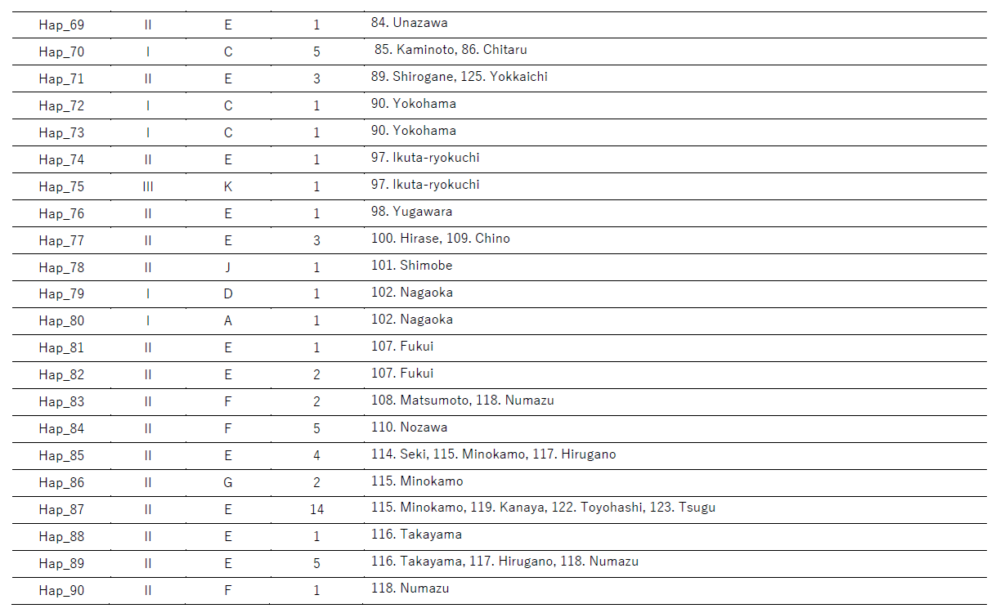 Hap_69 II E 1 84. Unazawa
Hap_70 I C 5 85. Kaminoto, 86. Chitaru
Hap_71 II E 3 89. Shirogane, 125. Yokkaichi
Hap_72 I C 1 90. Yokohama
Hap_73 I C 1 90. Yokohama
Hap_74 II E 1 97. Ikuta-ryokuchi
Hap_75 III K 1 97. Ikuta-ryokuchi
Hap_76 II E 1 98. Yugawara
Hap_77 II E 3 100. Hirase, 109. Chino
Hap_78 II J 1 101. Shimobe
Hap_79 I D 1 102. Nagaoka
Hap_80 I A 1 102. Nagaoka
Hap_81 II E 1 107. Fukui
Hap_82 II E 2 107. Fukui
Hap_83 II F 2 108. Matsumoto, 118. Numazu
Hap_84 II F 5 110. Nozawa
Hap_85 II E 4 114. Seki, 115. Minokamo, 117. Hirugano
Hap_86 II G 2 115. Minokamo
Hap_87 II E 14 115. Minokamo, 119. Kanaya, 122. Toyohashi, 123. Tsugu
Hap_88 II E 1 116. Takayama
Hap_89 II E 5 116. Takayama, 117. Hirugano, 118. Numazu
Hap_90 II F 1 118. Numazu